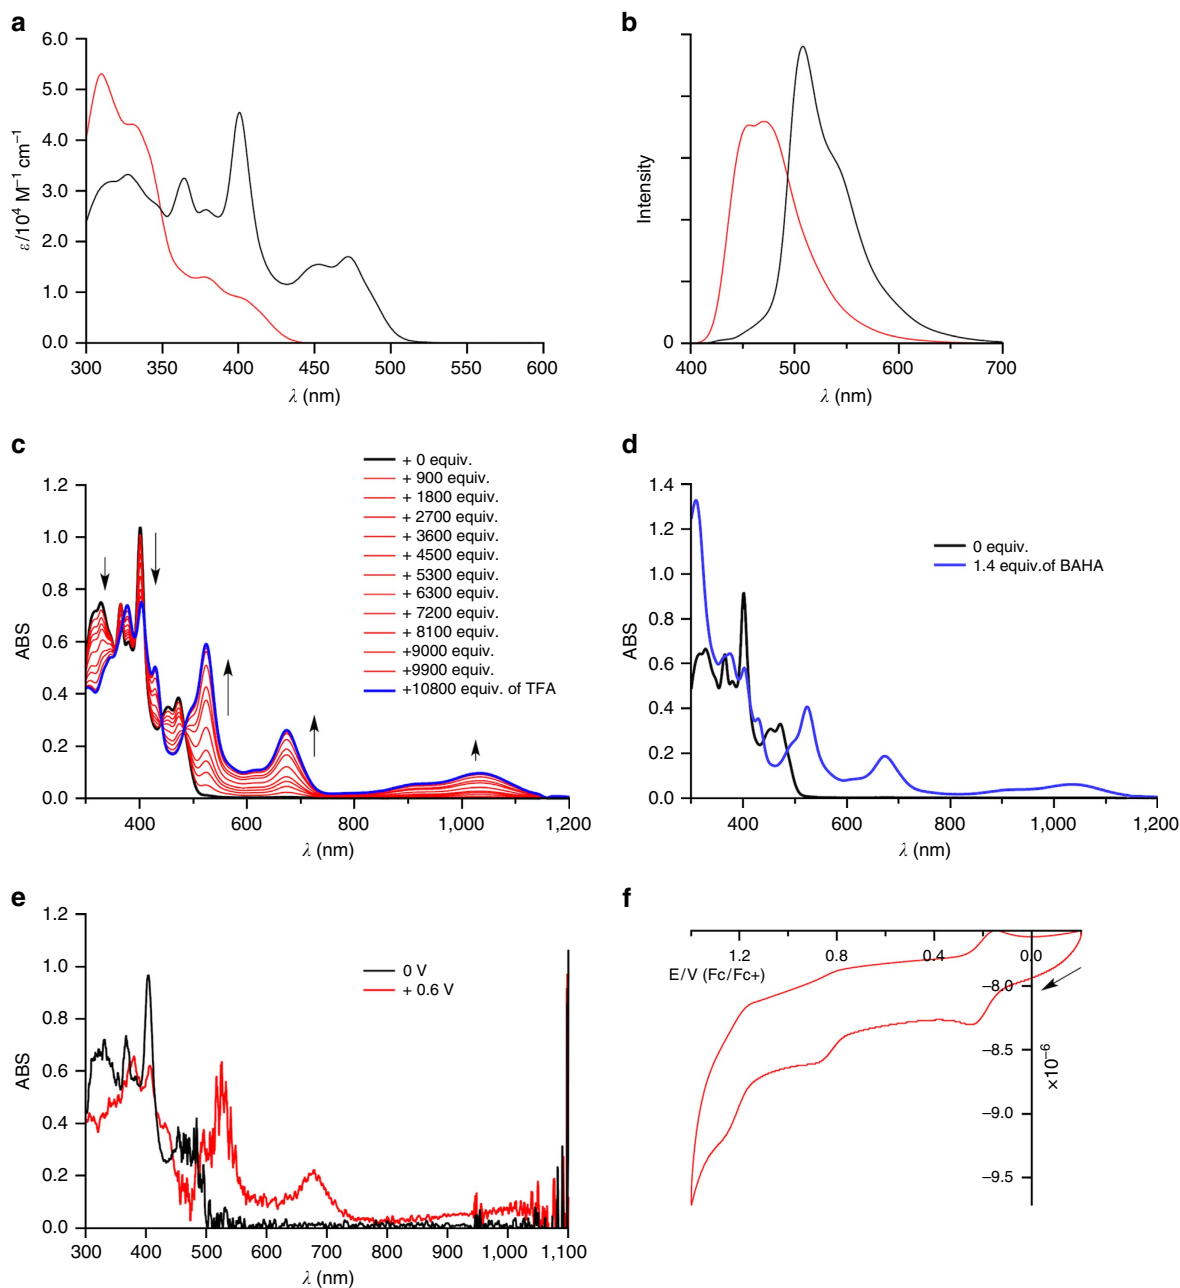 a
6.0
5.0
4.0
3.0
2.0
1.0
0.0
ε/10⁴ M⁻¹ cm⁻¹
300 350 400 450 500 550 600
λ (nm)
b
Intensity
0
400 500 600 700
λ (nm)
c
+ 0 equiv.
+ 900 equiv.
+ 1800 equiv.
+ 2700 equiv.
+ 3600 equiv.
+ 4500 equiv.
+ 5300 equiv.
+ 6300 equiv.
+ 7200 equiv.
+ 8100 equiv.
+9000 equiv.
+9900 equiv.
+10800 equiv. of TFA
1.2
1.0
0.8
0.6
0.4
0.2
0.0
ABS
400 600 800 1,000 1,200
λ (nm)
d
1.4
1.2
1.0
0.8
0.6
0.4
0.2
0.0
ABS
0 equiv.
1.4 equiv.of BAHA
400 600 800 1,000 1,200
λ (nm)
e
1.2
1.0
0.8
0.6
0.4
0.2
0.0
ABS
0 V
+ 0.6 V
300 400 500 600 700 800 900 1,000 1,100
λ (nm)
f
1.2 0.8 0.4 0.0
E/V (Fc/Fc+)
−8.0
−8.5
−9.0
−9.5
×10⁻⁶